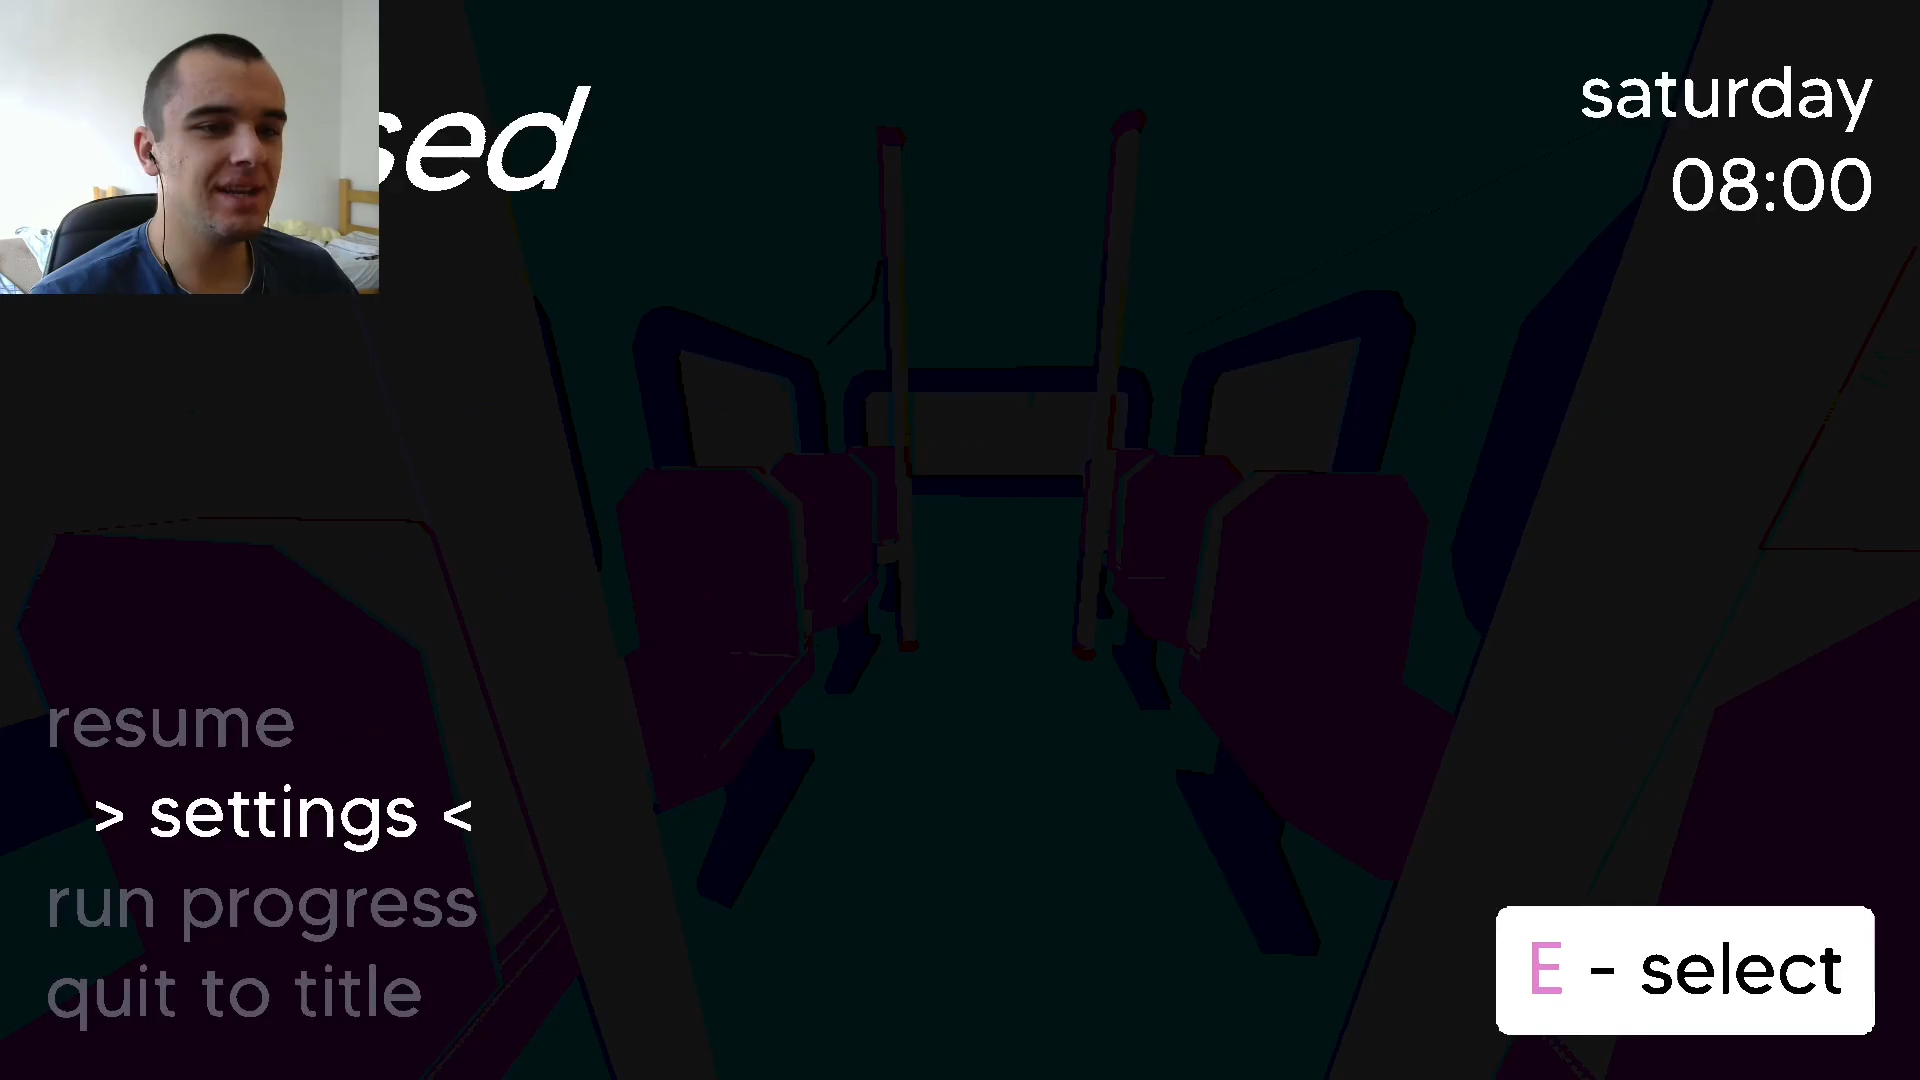 sed
saturday
08:00
resume
> settings <
run progress
quit to title
E - select